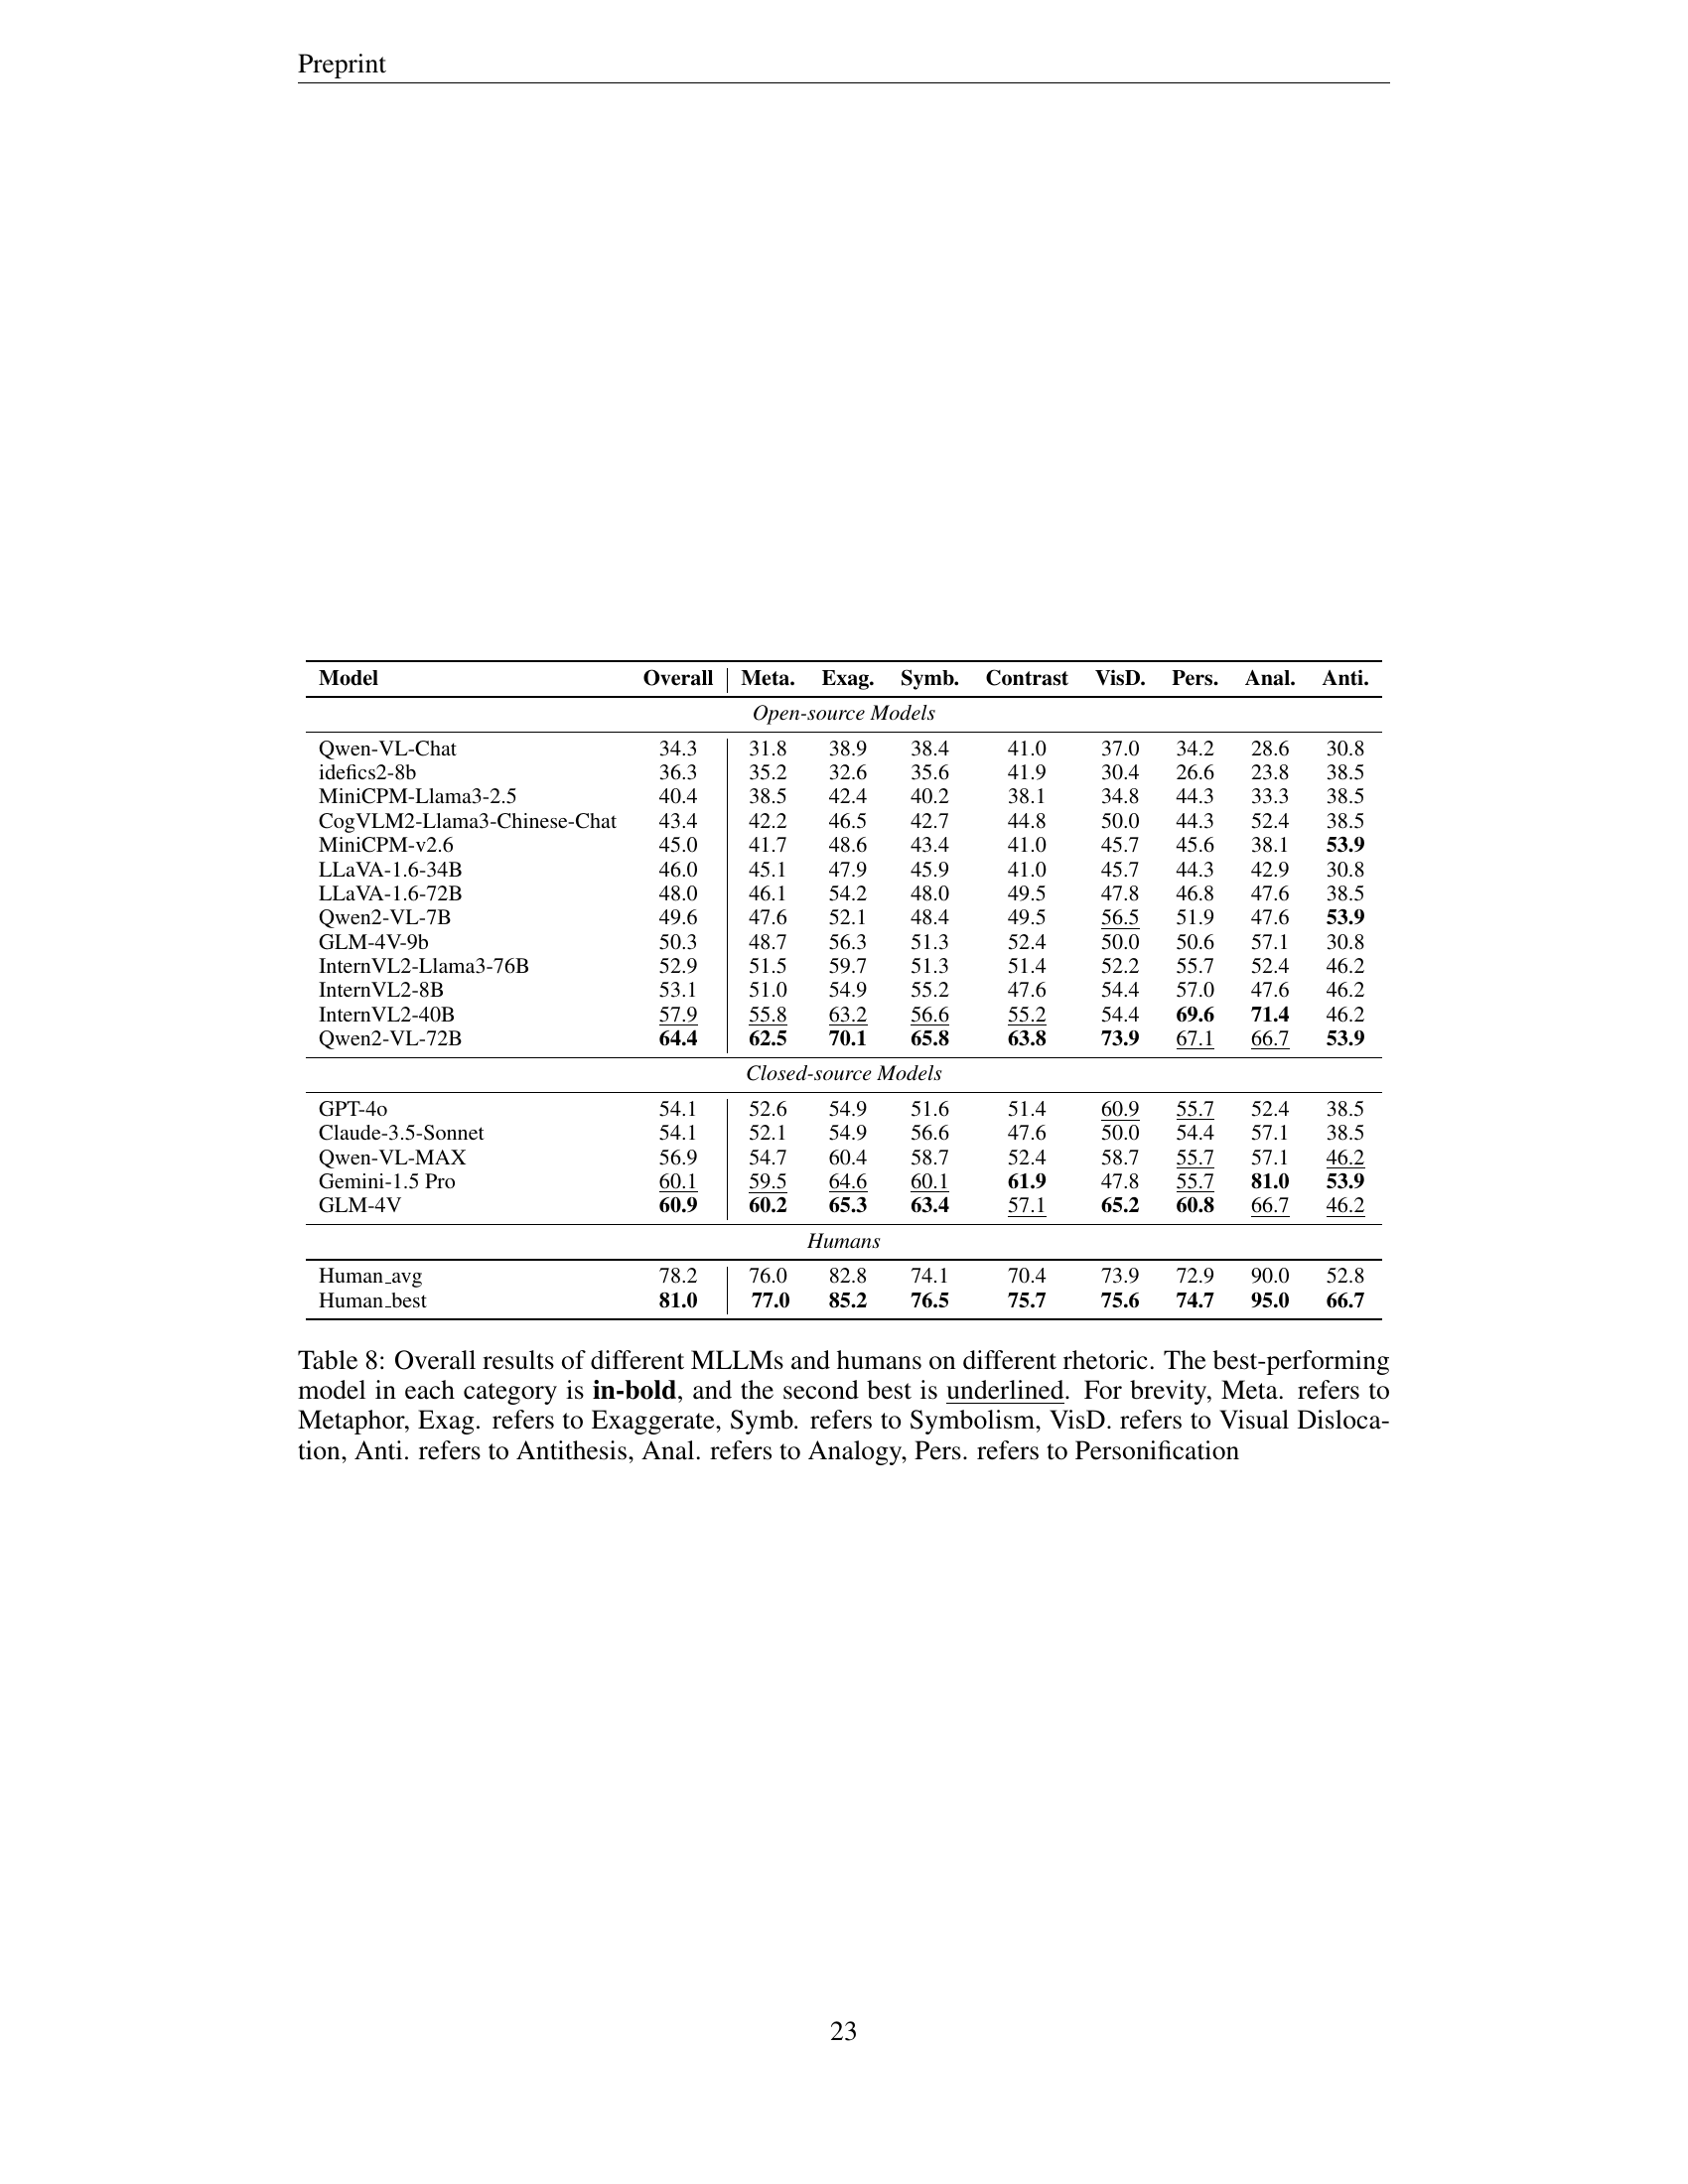 Preprint
Model Overall Meta. Exag. Symb. Contrast VisD. Pers. Anal. Anti.
Open-source Models
Qwen-VL-Chat 34.3 31.8 38.9 38.4 41.0 37.0 34.2 28.6 30.8
idefics2-8b 36.3 35.2 32.6 35.6 41.9 30.4 26.6 23.8 38.5
MiniCPM-Llama3-2.5 40.4 38.5 42.4 40.2 38.1 34.8 44.3 33.3 38.5
CogVLM2-Llama3-Chinese-Chat 43.4 42.2 46.5 42.7 44.8 50.0 44.3 52.4 38.5
MiniCPM-v2.6 45.0 41.7 48.6 43.4 41.0 45.7 45.6 38.1 53.9
LLaVA-1.6-34B 46.0 45.1 47.9 45.9 41.0 45.7 44.3 42.9 30.8
LLaVA-1.6-72B 48.0 46.1 54.2 48.0 49.5 47.8 46.8 47.6 38.5
Qwen2-VL-7B 49.6 47.6 52.1 48.4 49.5 56.5 51.9 47.6 53.9
GLM-4V-9b 50.3 48.7 56.3 51.3 52.4 50.0 50.6 57.1 30.8
InternVL2-Llama3-76B 52.9 51.5 59.7 51.3 51.4 52.2 55.7 52.4 46.2
InternVL2-8B 53.1 51.0 54.9 55.2 47.6 54.4 57.0 47.6 46.2
InternVL2-40B 57.9 55.8 63.2 56.6 55.2 54.4 69.6 71.4 46.2
Qwen2-VL-72B 64.4 62.5 70.1 65.8 63.8 73.9 67.1 66.7 53.9
Closed-source Models
GPT-4o 54.1 52.6 54.9 51.6 51.4 60.9 55.7 52.4 38.5
Claude-3.5-Sonnet 54.1 52.1 54.9 56.6 47.6 50.0 54.4 57.1 38.5
Qwen-VL-MAX 56.9 54.7 60.4 58.7 52.4 58.7 55.7 57.1 46.2
Gemini-1.5 Pro 60.1 59.5 64.6 60.1 61.9 47.8 55.7 81.0 53.9
GLM-4V 60.9 60.2 65.3 63.4 57.1 65.2 60.8 66.7 46.2
Humans
Human_avg 78.2 76.0 82.8 74.1 70.4 73.9 72.9 90.0 52.8
Human_best 81.0 77.0 85.2 76.5 75.7 75.6 74.7 95.0 66.7
Table 8: Overall results of different MLLMs and humans on different rhetoric. The best-performing
model in each category is in-bold, and the second best is underlined. For brevity, Meta. refers to
Metaphor, Exag. refers to Exaggerate, Symb. refers to Symbolism, VisD. refers to Visual Disloca-
tion, Anti. refers to Antithesis, Anal. refers to Analogy, Pers. refers to Personification
23